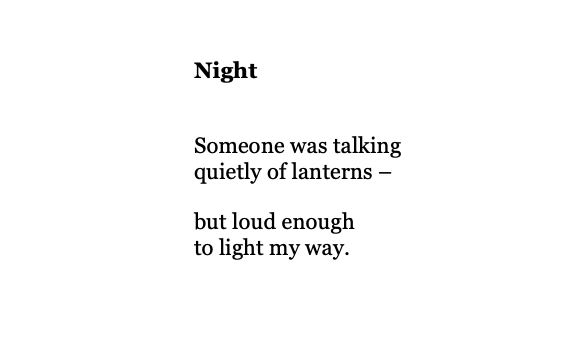 Night
Someone was talking
quietly of lanterns –
but loud enough
to light my way.